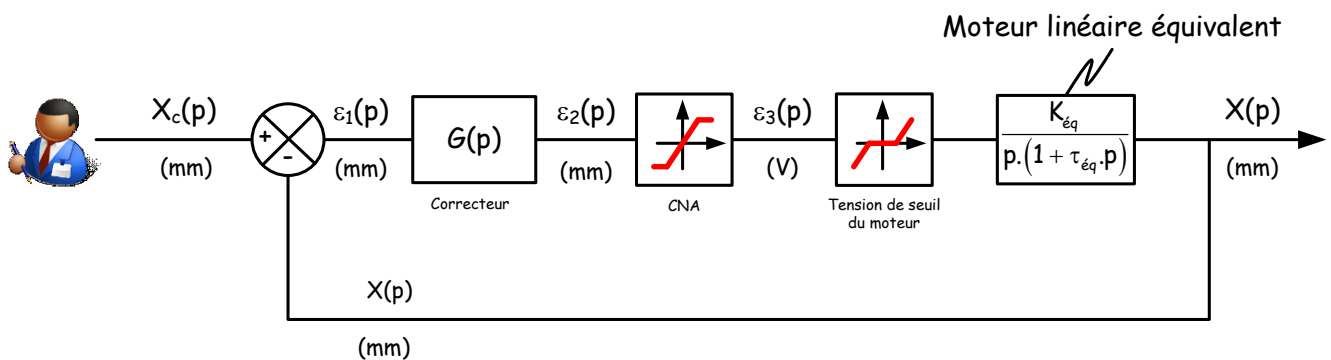 Moteur linéaire équivalent
Xc(p)
(mm)
+
-
ε1(p)
(mm)
G(p)
Correcteur
ε2(p)
(mm)
CNA
ε3(p)
(V)
Tension de seuil
du moteur
Kéq
p.(1 + τéq.p)
X(p)
(mm)
X(p)
(mm)